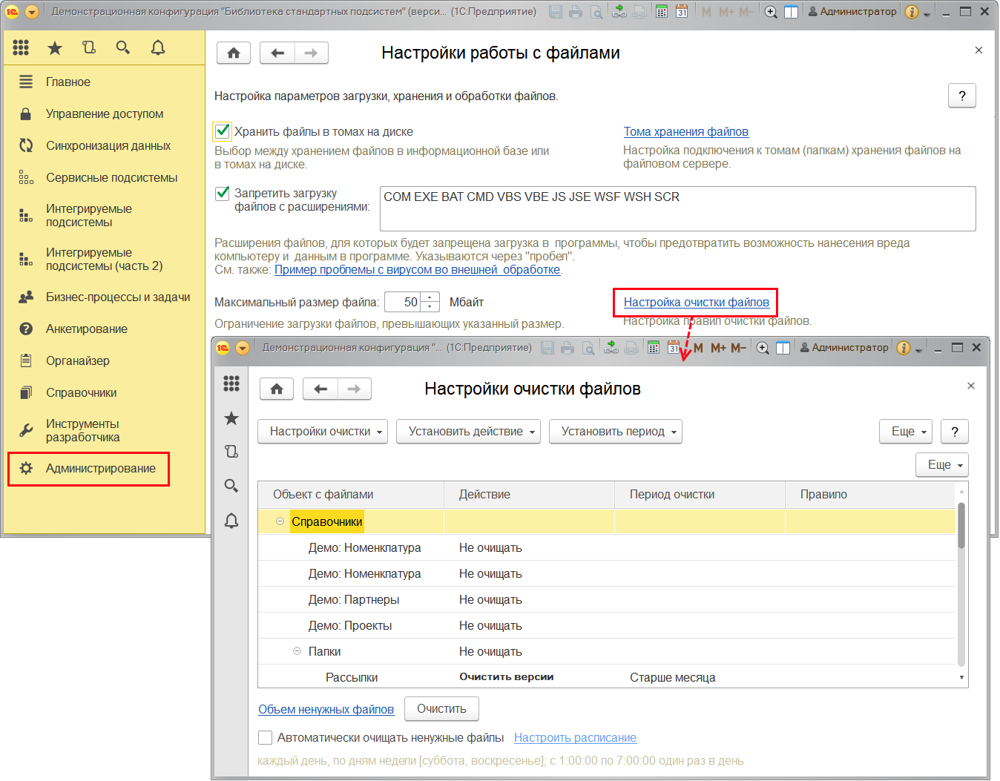 Демонстрационная конфигурация "Библиотека стандартных подсистем" (верси... (1С:Предприятие)
M M+ M-
Администратор
Главное
Управление доступом
Синхронизация данных
Сервисные подсистемы
Интегрируемые
подсистемы
Интегрируемые
подсистемы (часть 2)
Бизнес-процессы и задачи
Анкетирование
Органайзер
Справочники
Инструменты
разработчика
Администрирование
Настройки работы с файлами
Настройка параметров загрузки, хранения и обработки файлов.
?
Хранить файлы в томах на диске
Выбор между хранением файлов в информационной базе или
в томах на диске.
Тома хранения файлов
Настройка подключения к томам (папкам) хранения файлов на
файловом сервере.
Запретить загрузку
файлов с расширениями:
COM EXE BAT CMD VBS VBE JS JSE WSF WSH SCR
Расширения файлов, для которых будет запрещена загрузка в программы, чтобы предотвратить возможность нанесения вреда
компьютеру и данным в программе. Указываются через "пробел".
См. также: Пример проблемы с вирусом во внешней обработке.
Максимальный размер файла: 50 Мбайт
Ограничение загрузки файлов, превышающих указанный размер.
Настройка очистки файлов
Настройка правил очистки файлов.
Демонстрационная конфигурация "... (1С:Предприятие)
31
M M+ M-
Администратор
Настройки очистки файлов
Настройки очистки
Установить действие
Установить период
Еще
?
Еще
Объект с файлами Действие Период очистки Правило
Справочники
Демо: Номенклатура Не очищать
Демо: Номенклатура Не очищать
Демо: Партнеры Не очищать
Демо: Проекты Не очищать
Папки Не очищать
Рассылки Очистить версии Старше месяца
Объем ненужных файлов Очистить
Автоматически очищать ненужные файлы Настроить расписание
каждый день, по дням недели [суббота, воскресенье]; с 1:00:00 по 7:00:00 один раз в день